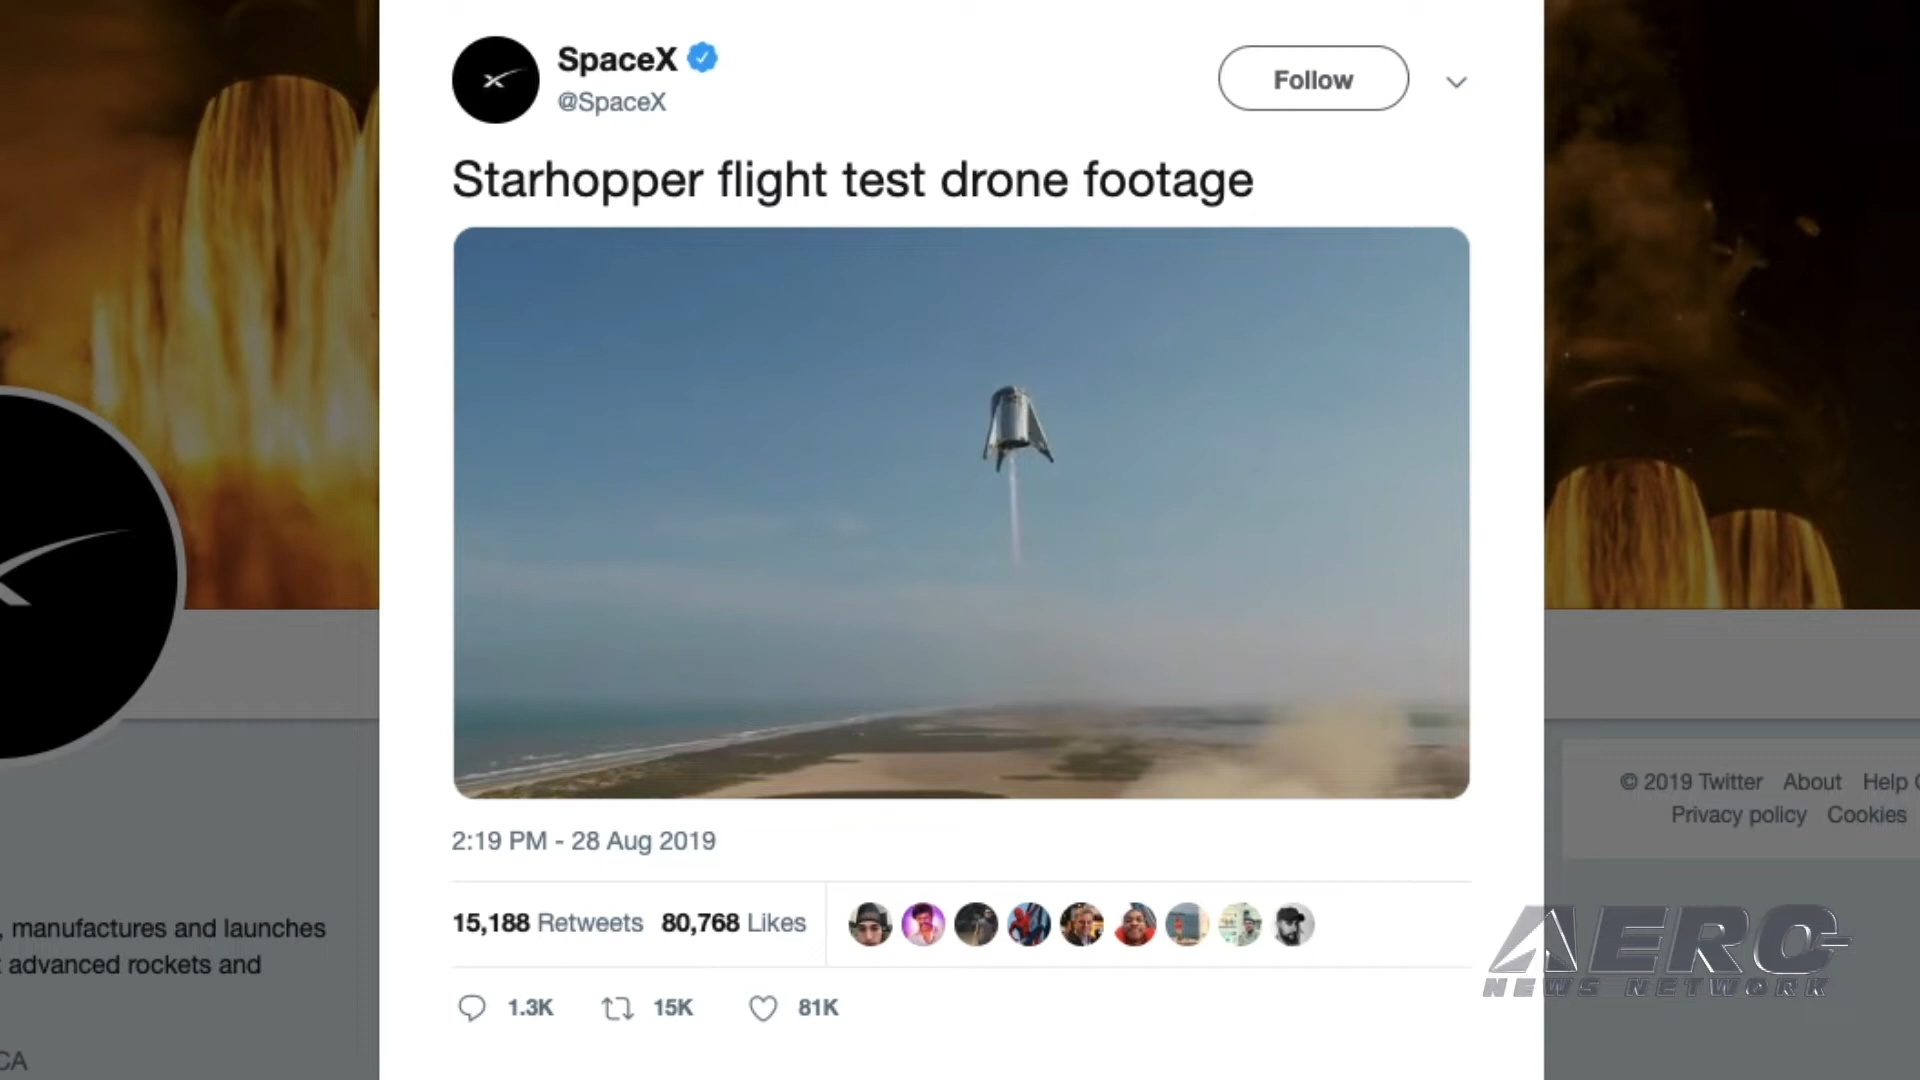 SpaceX
@SpaceX
Follow
Starhopper flight test drone footage
2:19 PM - 28 Aug 2019
15,188 Retweets 80,768 Likes
1.3K 15K 81K
, manufactures and launches
advanced rockets and
CA
© 2019 Twitter About Help
Privacy policy Cookies
AERO
NEWS NETWORK